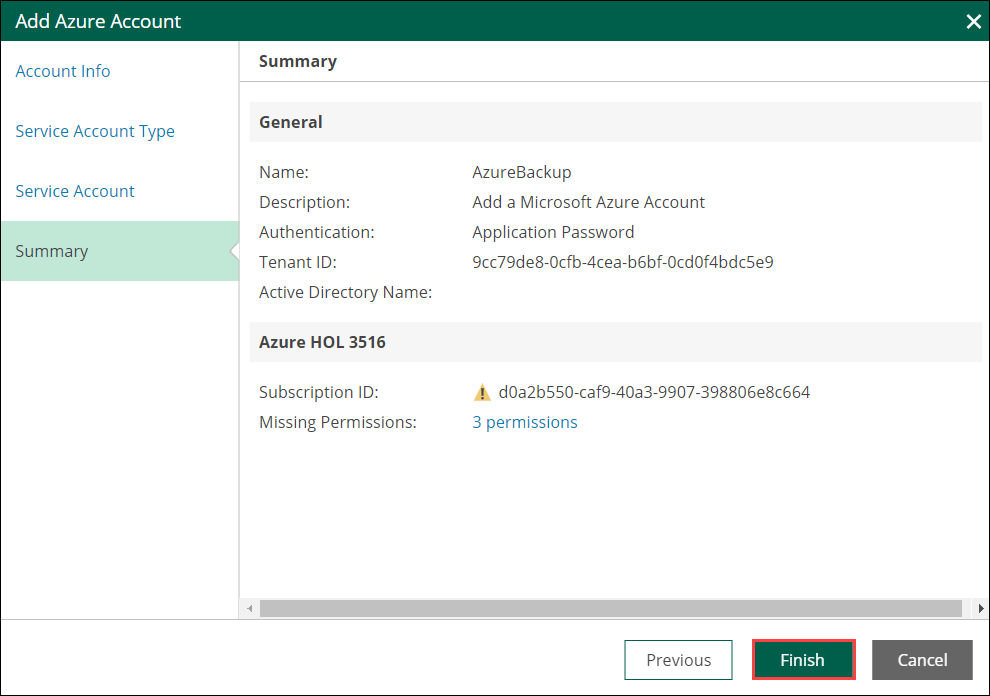 Add Azure Account
Account Info
Service Account Type
Service Account
Summary
Summary
General
Name: AzureBackup
Description: Add a Microsoft Azure Account
Authentication: Application Password
Tenant ID: 9cc79de8-0cfb-4cea-b6bf-0cd0f4bdc5e9
Active Directory Name:
Azure HOL 3516
Subscription ID: d0a2b550-caf9-40a3-9907-398806e8c664
Missing Permissions: 3 permissions
Previous Finish Cancel